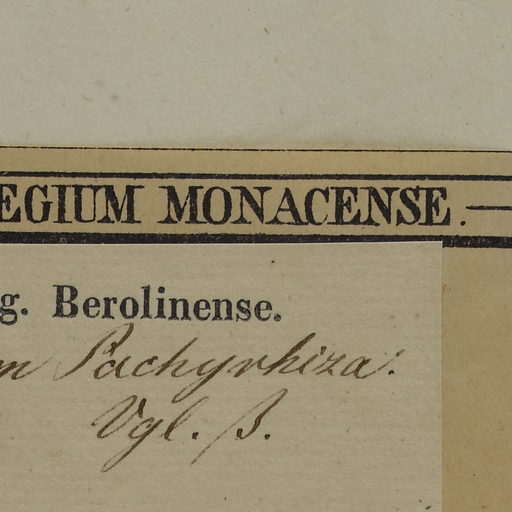 EGIUM MONACENSE.
g. Berolinense.
m Pachyrhiza.
Vgl. β.